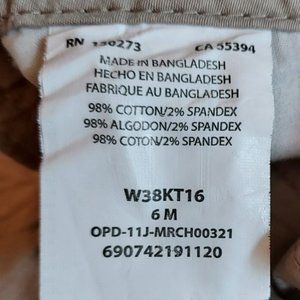 RN 136273 CA 55394
MADE IN BANGLADESH
HECHO EN BANGLADESH
FABRIQUE AU BANGLADESH
98% COTTON/2% SPANDEX
98% ALGODON/2% SPANDEX
98% COTON/2% SPANDEX
W38KT16
6 M
OPD-11J-MRCH00321
690742191120